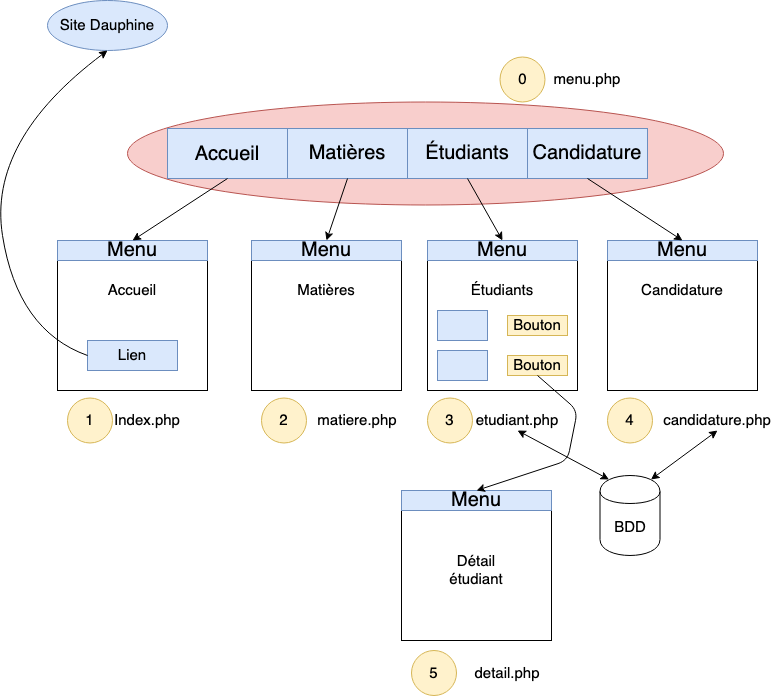 Site Dauphine
0 menu.php
Accueil Matières Étudiants Candidature
Menu Menu Menu Menu
Accueil Matières Étudiants Candidature
Bouton
Lien Bouton
1 Index.php 2 matiere.php 3 etudiant.php 4 candidature.php
Menu
BDD
Détail
étudiant
5 detail.php